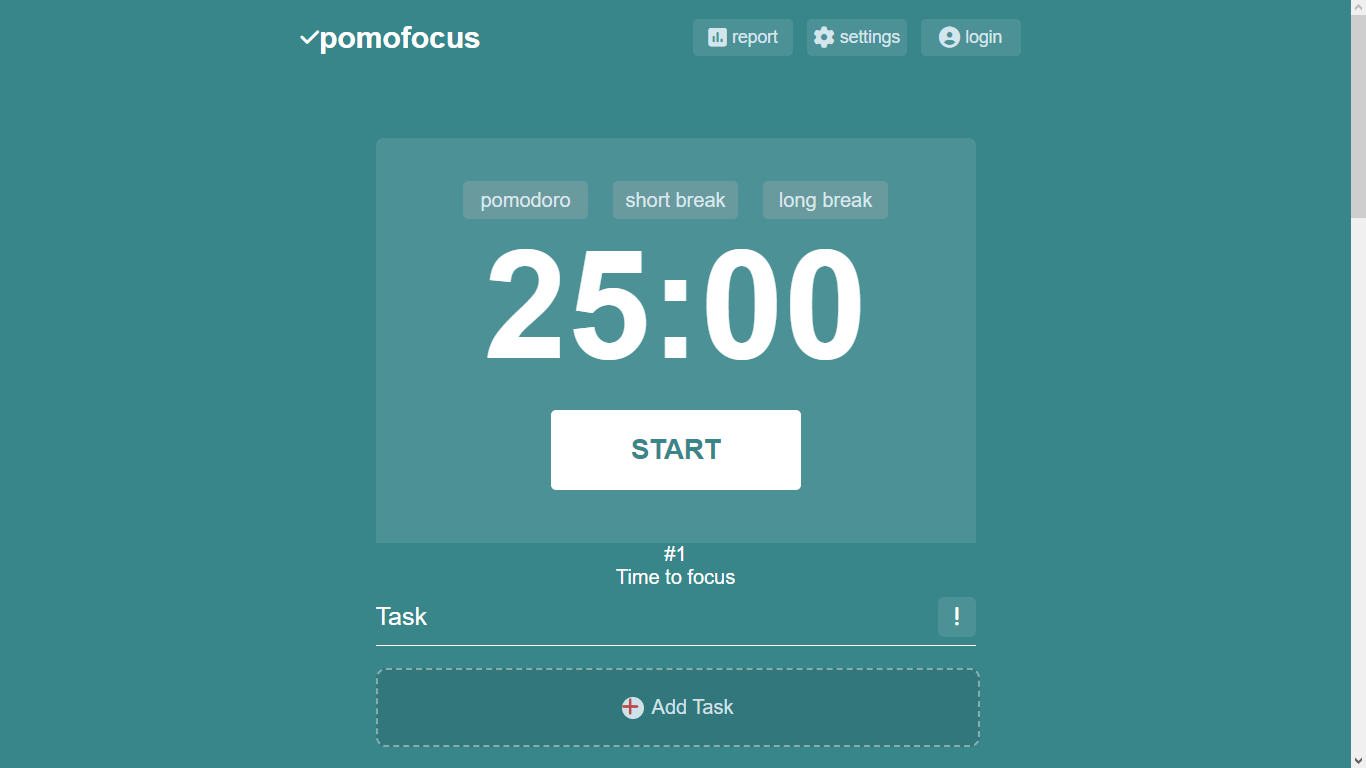 pomofocus
report
settings
login
pomodoro
short break
long break
25:00
START
#1
Time to focus
Task
!
Add Task